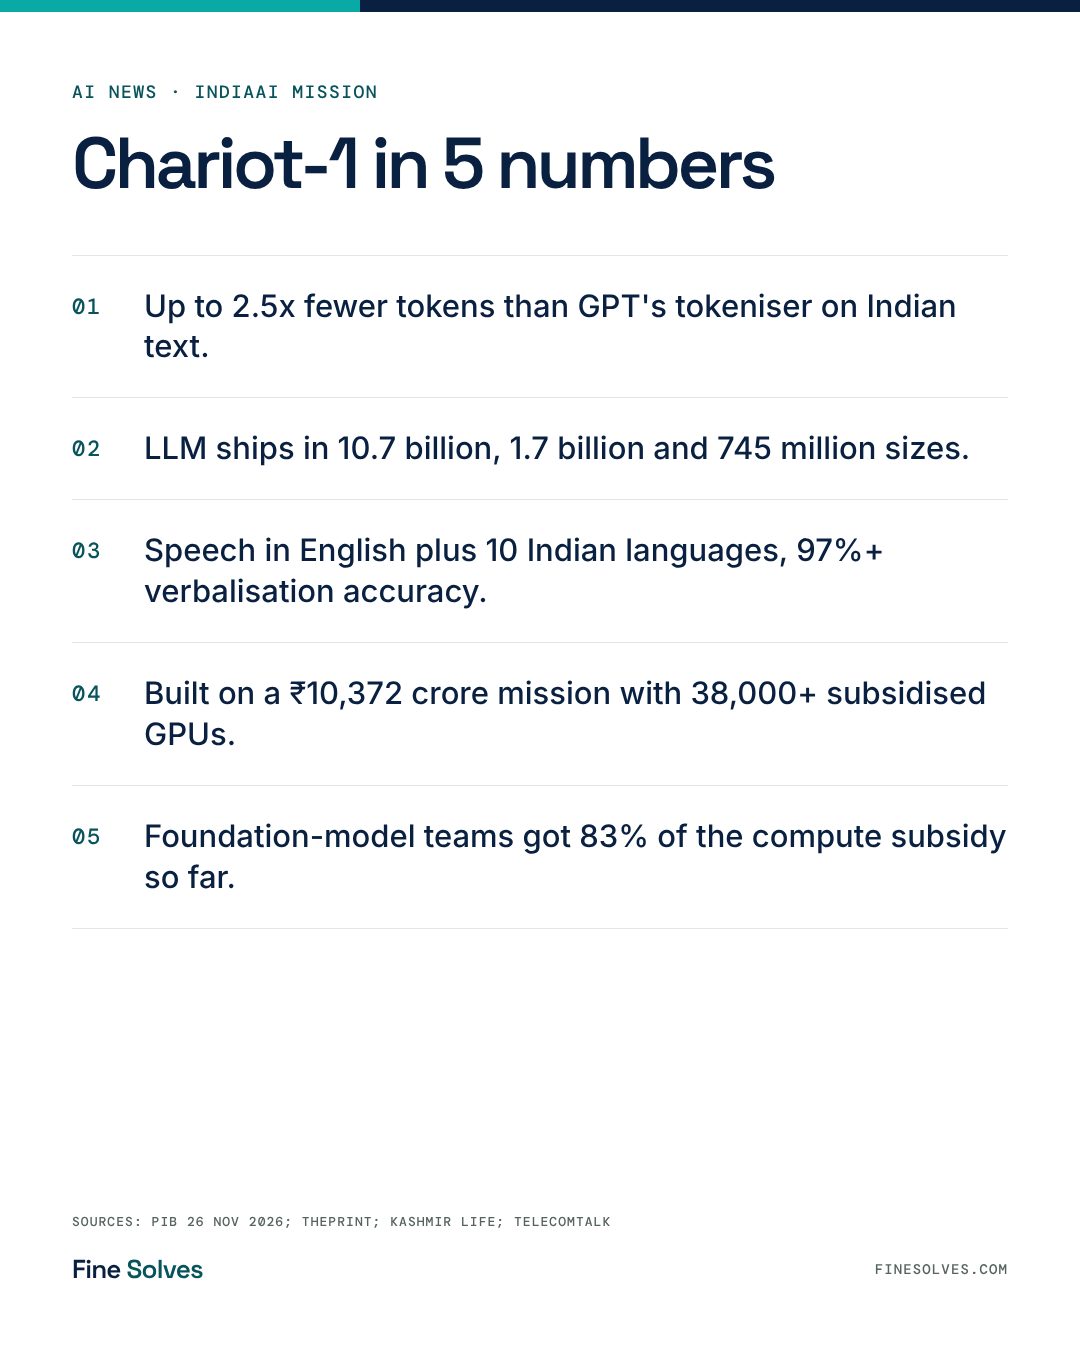 AI NEWS · INDIAAI MISSION
Chariot-1 in 5 numbers
01 Up to 2.5x fewer tokens than GPT's tokeniser on Indian
text.
02 LLM ships in 10.7 billion, 1.7 billion and 745 million sizes.
03 Speech in English plus 10 Indian languages, 97%+
verbalisation accuracy.
04 Built on a ₹10,372 crore mission with 38,000+ subsidised
GPUs.
05 Foundation-model teams got 83% of the compute subsidy
so far.
SOURCES: PIB 26 NOV 2026; THEPRINT; KASHMIR LIFE; TELECOMTALK
Fine Solves
FINESOLVES.COM